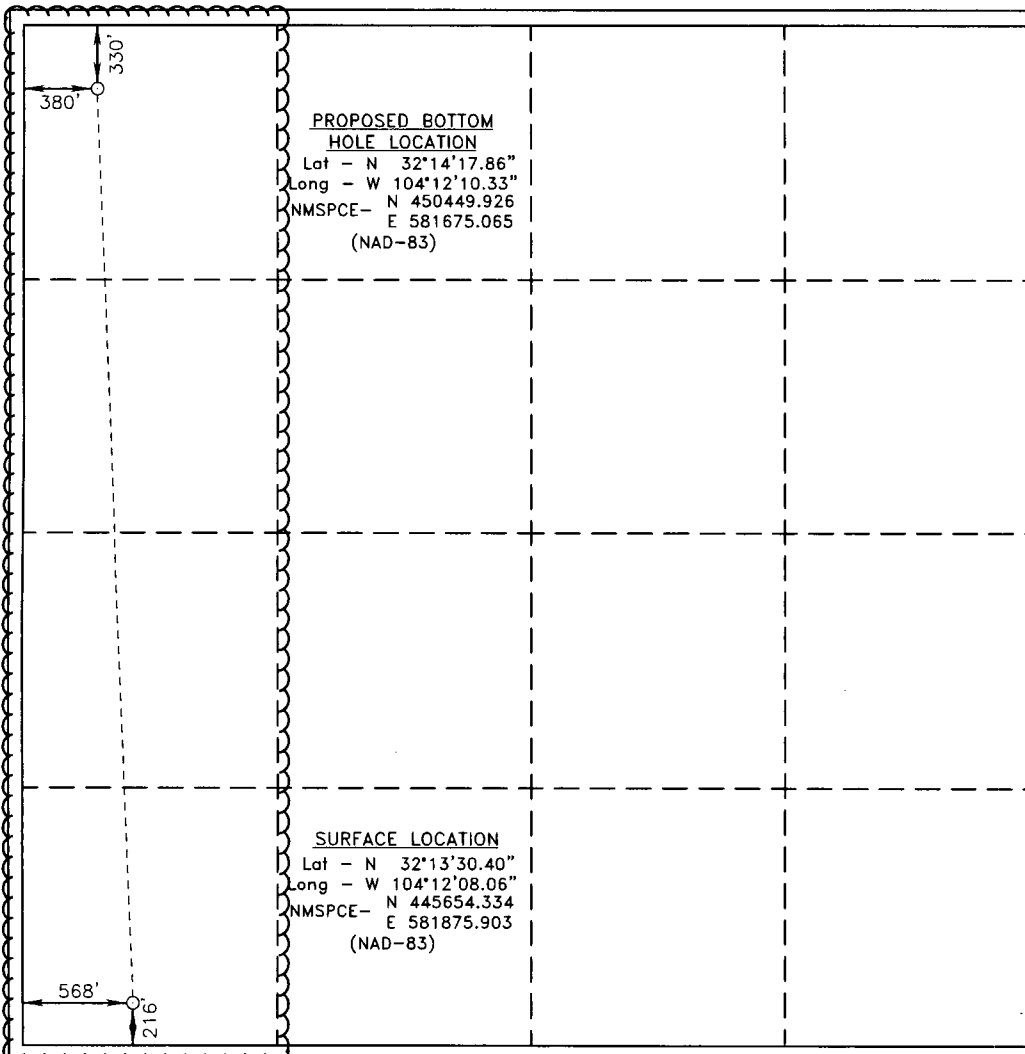 330'
380'
PROPOSED BOTTOM
HOLE LOCATION
Lat - N 32°14'17.86"
Long - W 104°12'10.33"
NMSPCE- N 450449.926
E 581675.065
(NAD-83)
SURFACE LOCATION
Lat - N 32°13'30.40"
Long - W 104°12'08.06"
NMSPCE- N 445654.334
E 581875.903
(NAD-83)
568'
216'